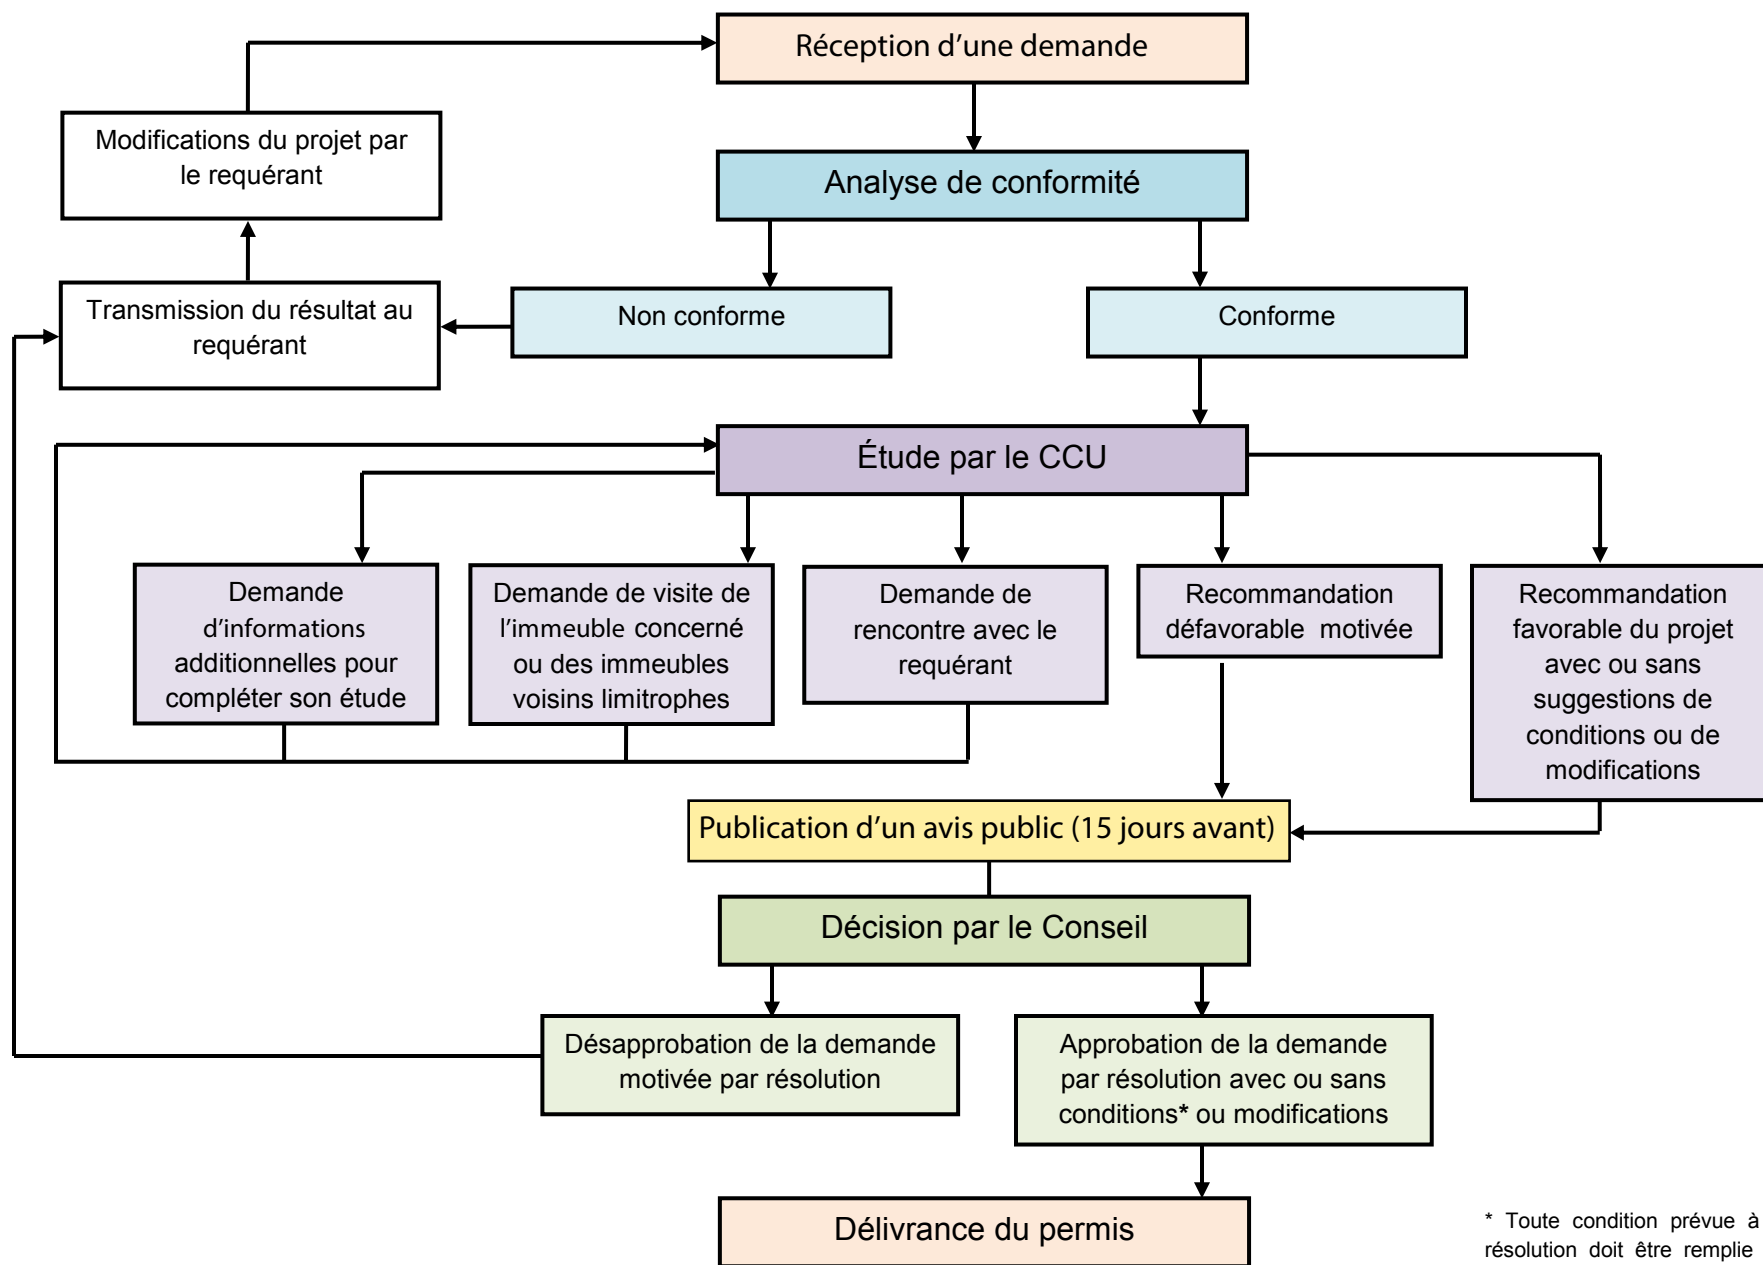 Réception d’une demande
Modifications du projet par
le requérant
Analyse de conformité
Transmission du résultat au
requérant
Non conforme
Conforme
Étude par le CCU
Demande
d’informations
additionnelles pour
compléter son étude
Demande de visite de
l’immeuble concerné
ou des immeubles
voisins limitrophes
Demande de
rencontre avec le
requérant
Recommandation
défavorable motivée
Recommandation
favorable du projet
avec ou sans
suggestions de
conditions ou de
modifications
Publication d’un avis public (15 jours avant)
Décision par le Conseil
Désapprobation de la demande
motivée par résolution
Approbation de la demande
par résolution avec ou sans
conditions* ou modifications
Délivrance du permis
* Toute condition prévue à
résolution doit être remplie